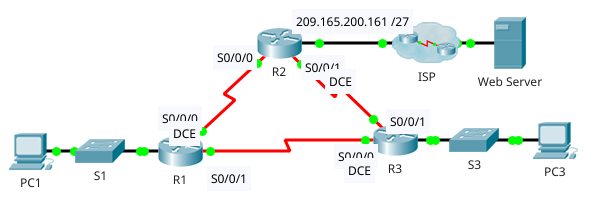 209.165.200.161 /27
S0/0/0
R2
S0/0/1
DCE
ISP
Web Server
S0/0/0
DCE
S0/0/1
PC1
S1
R1
S0/0/1
S0/0/0
DCE
R3
S3
PC3